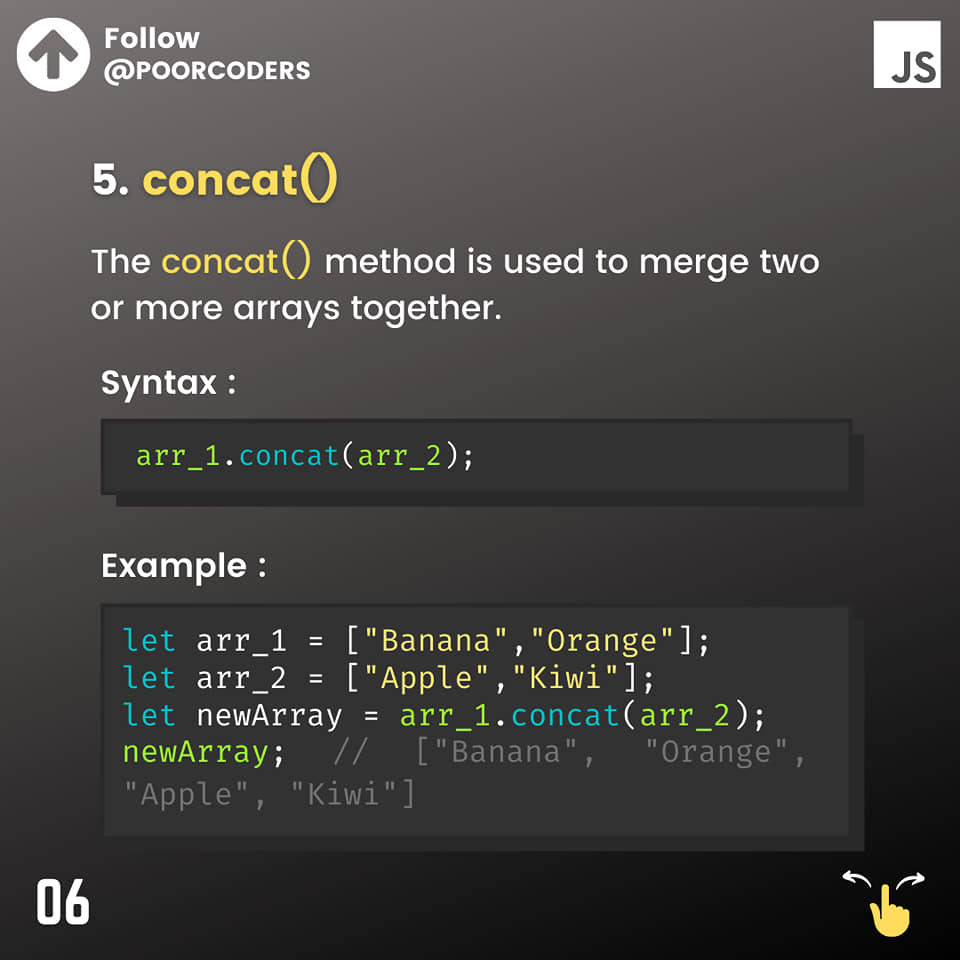 Follow
@POORCODERS
JS
5. concat()
The concat() method is used to merge two
or more arrays together.
Syntax :
arr_1.concat(arr_2);
Example :
let arr_1 = ["Banana","Orange"];
let arr_2 = ["Apple","Kiwi"];
let newArray = arr_1.concat(arr_2);
newArray; // ["Banana", "Orange",
"Apple", "Kiwi"]
06